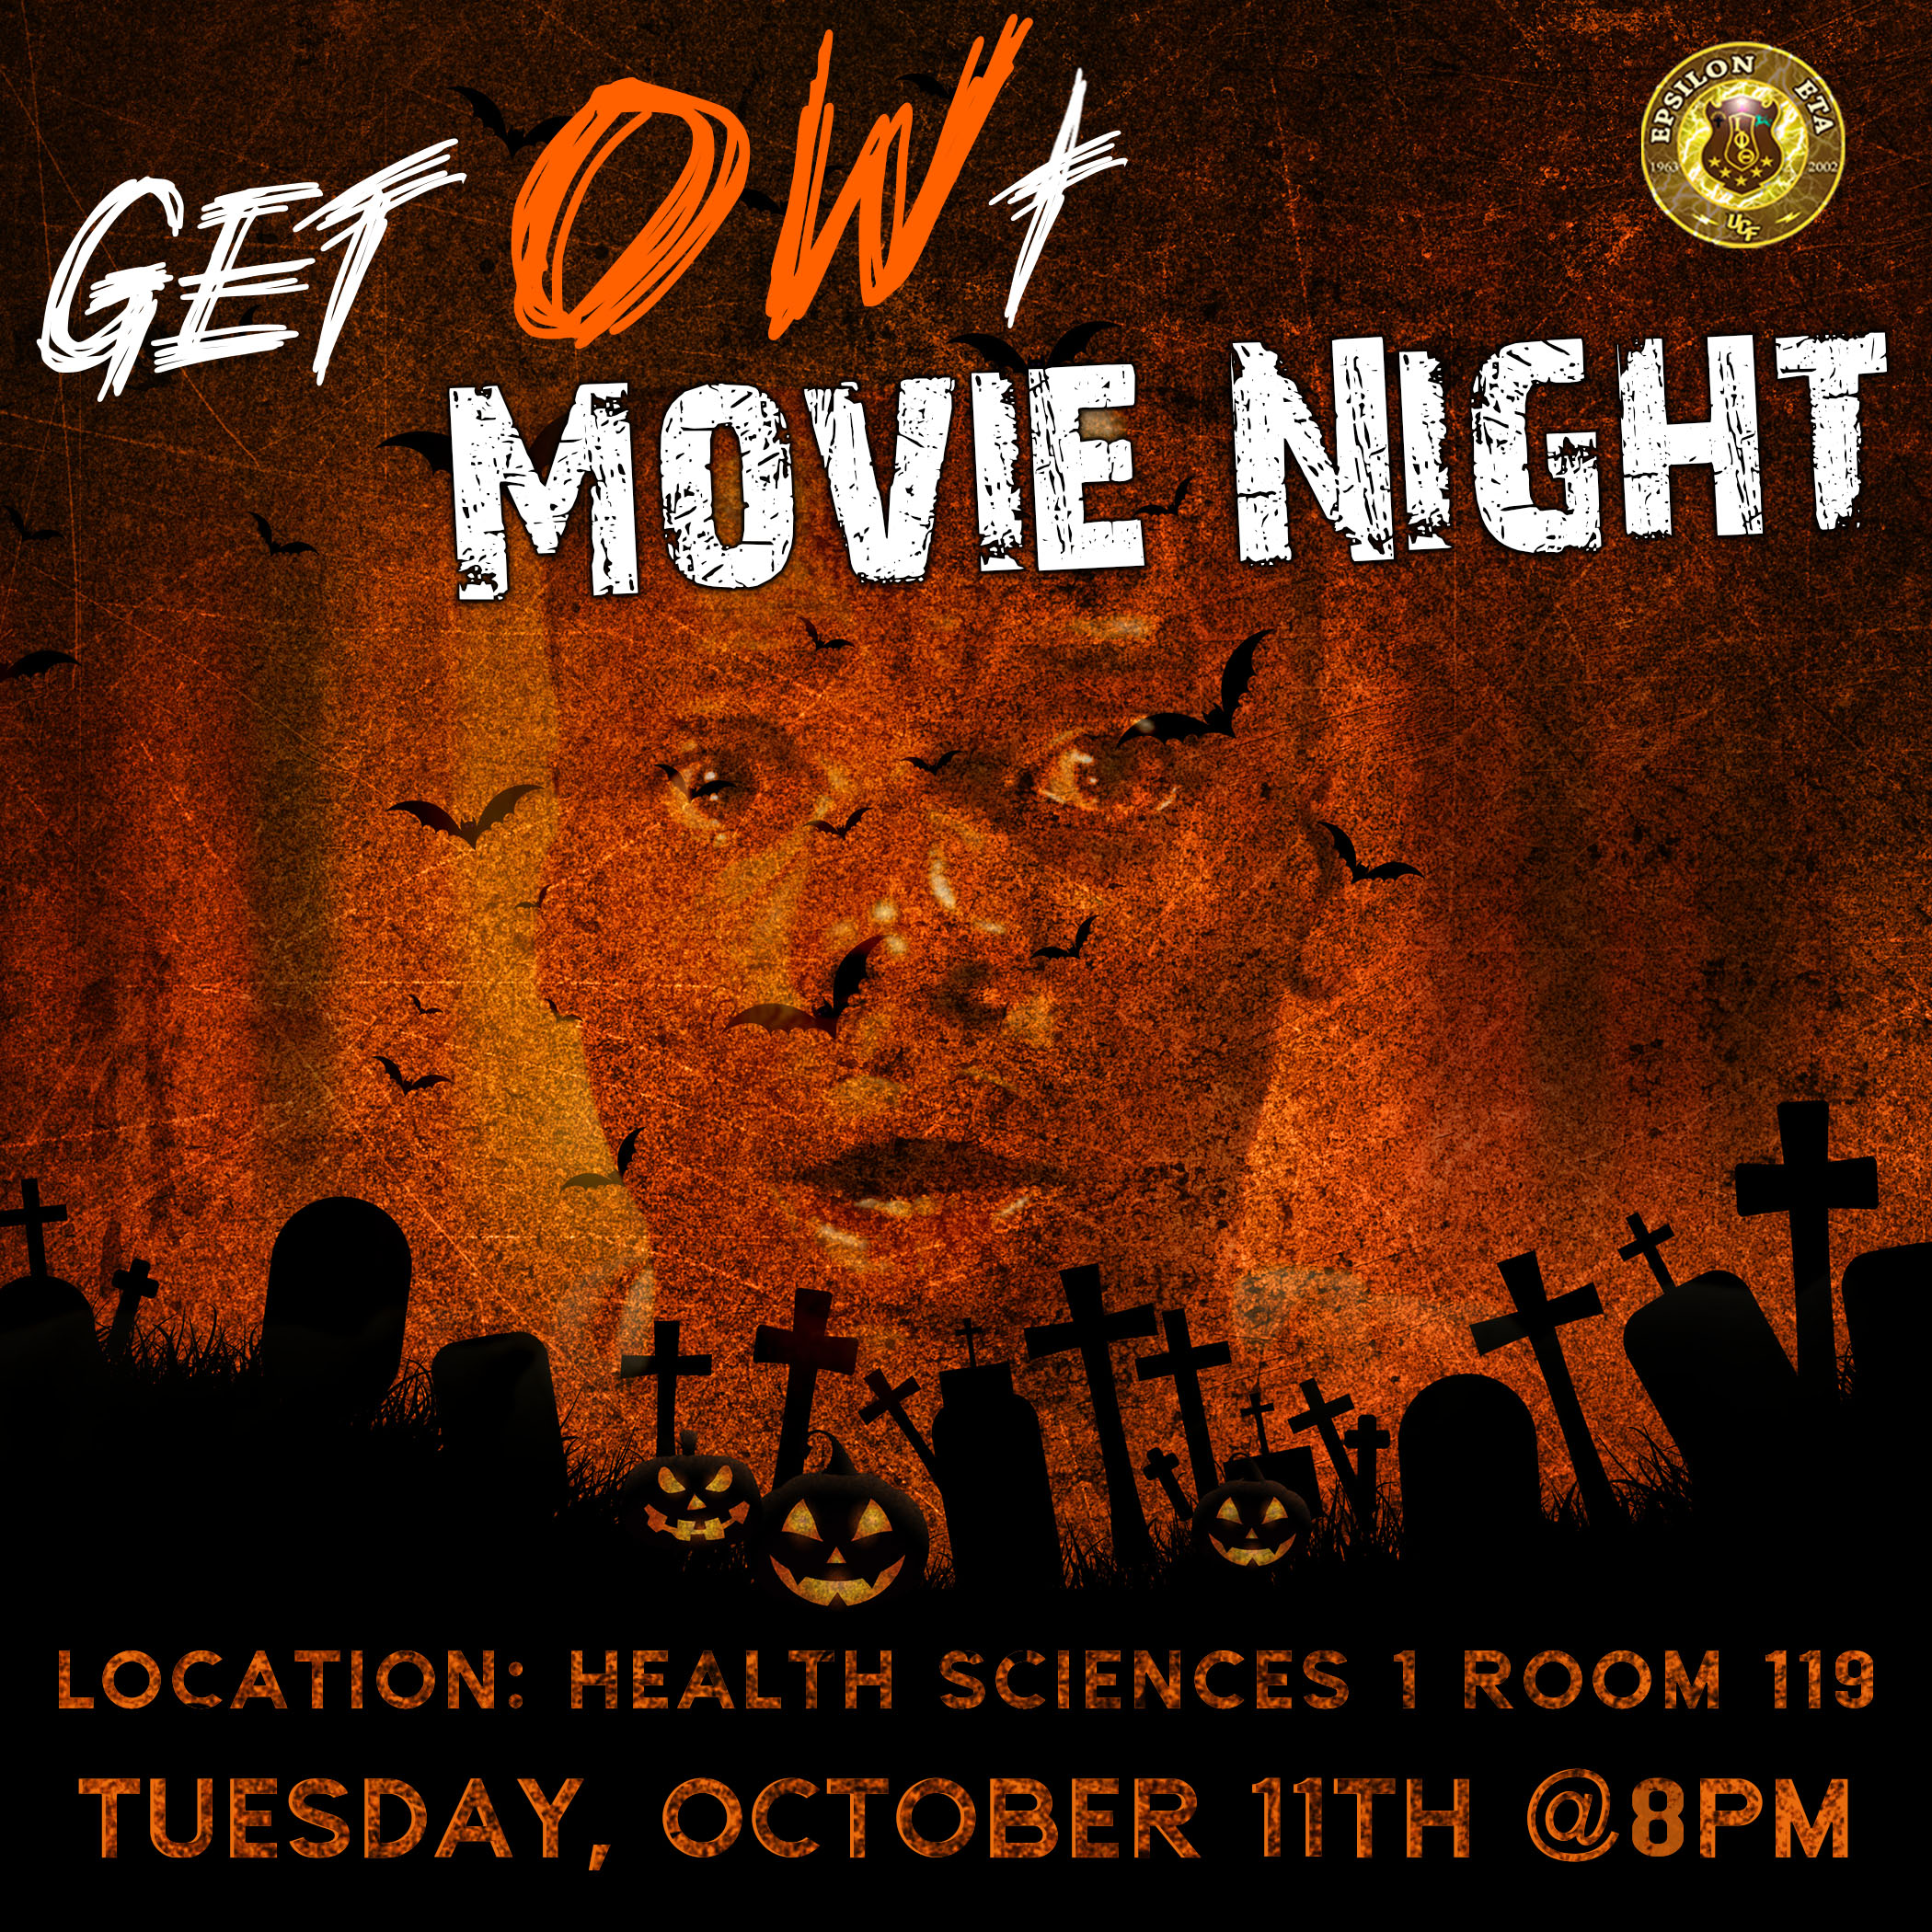 GET OWt
MOVIE NIGHT
EPSILON ETA
1963 2002
UCF
LOCATION: HEALTH SCIENCES 1 ROOM 119
TUESDAY, OCTOBER 11TH @8PM